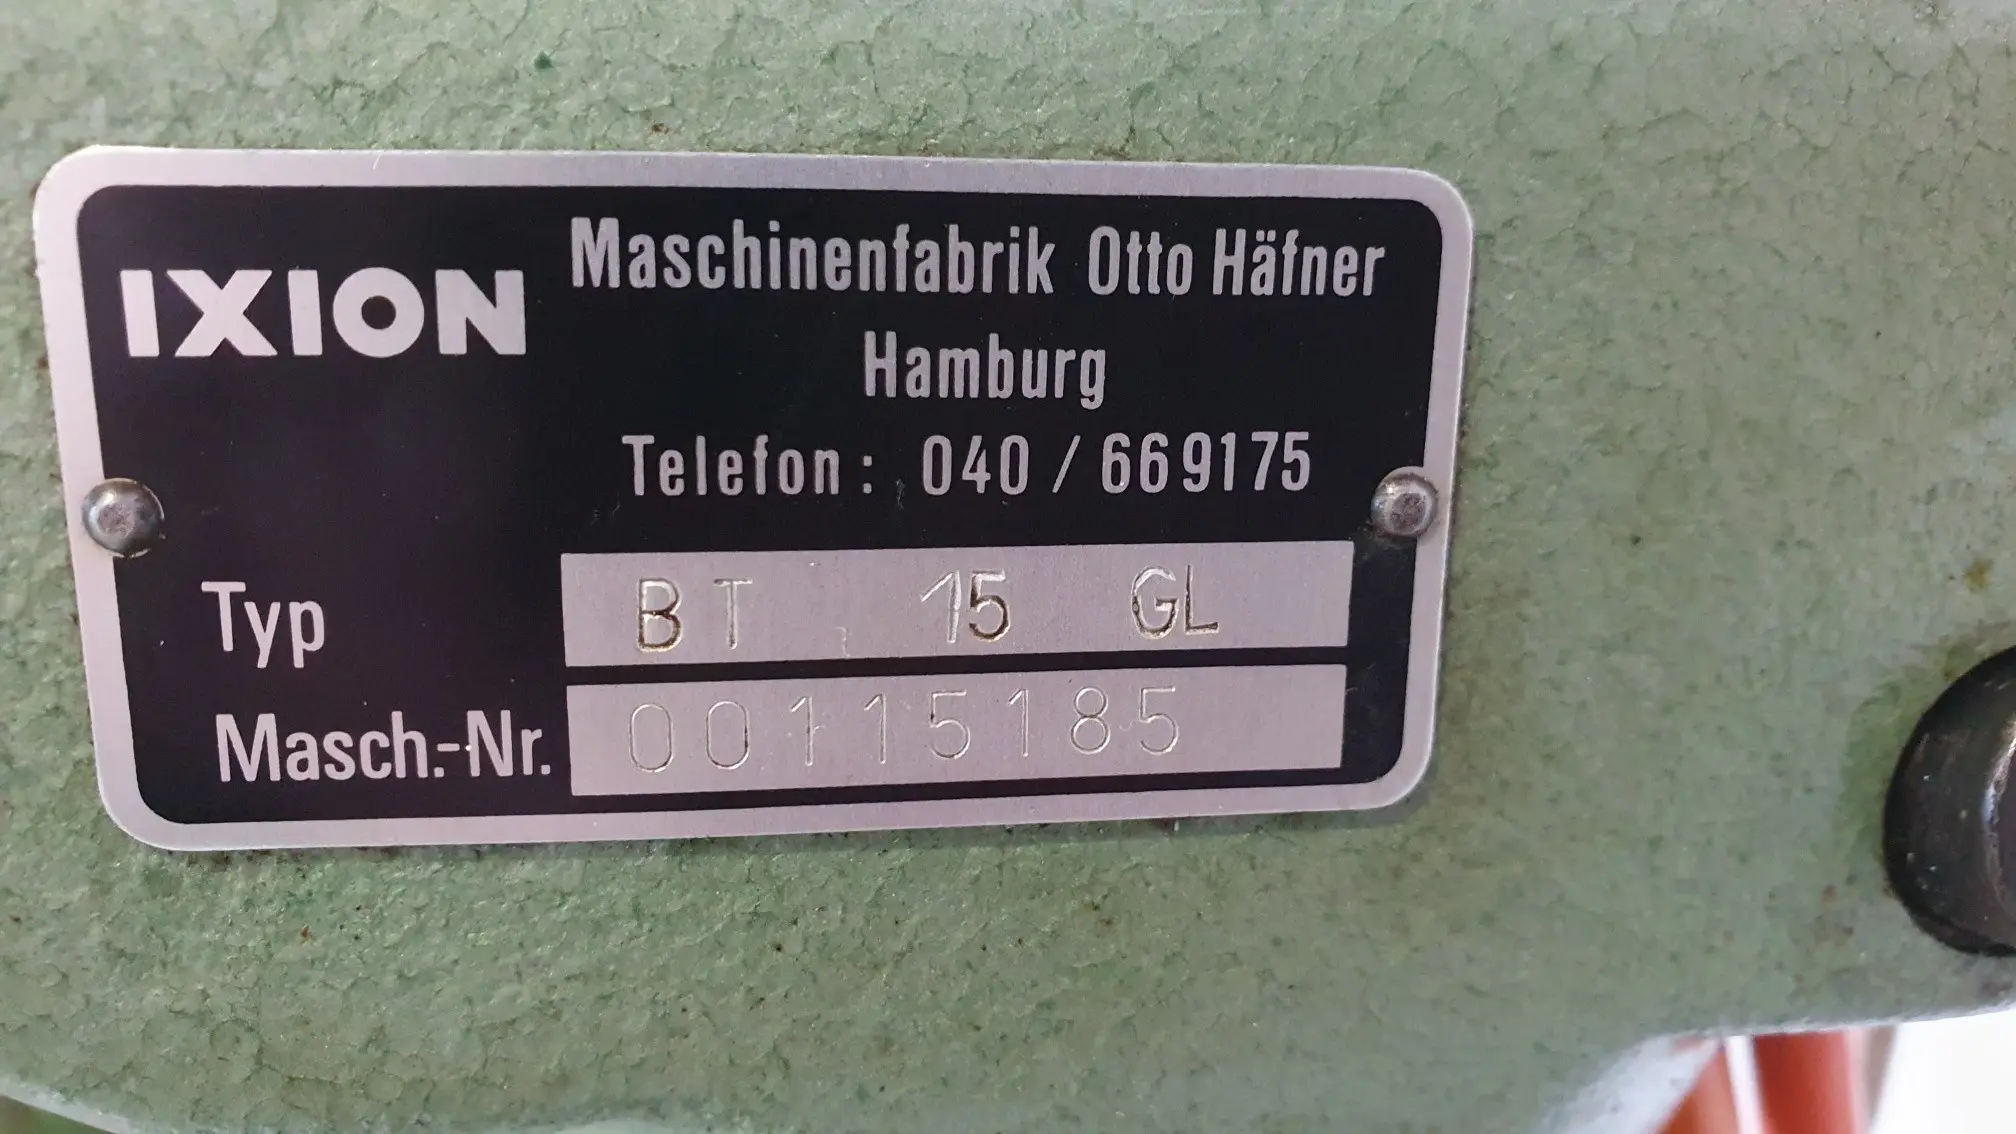 IXION
Maschinenfabrik Otto Häfner
Hamburg
Telefon: 040 / 669175
Typ BT 15 GL
Masch.-Nr. 00115185